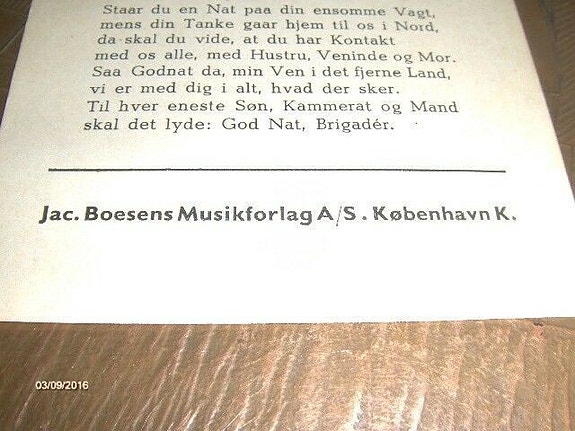 Staar du en Nat paa din ensomme Vagt,
mens din Tanke gaar hjem til os i Nord,
da skal du vide, at du har Kontakt
med os alle, med Hustru, Veninde og Mor.
Saa Godnat da, min Ven i det fjerne Land,
vi er med dig i alt, hvad der sker.
Til hver eneste Søn, Kammerat og Mand
skal det lyde: God Nat, Brigadér.
Jac. Boesens Musikforlag A/S. København K.
03/09/2016